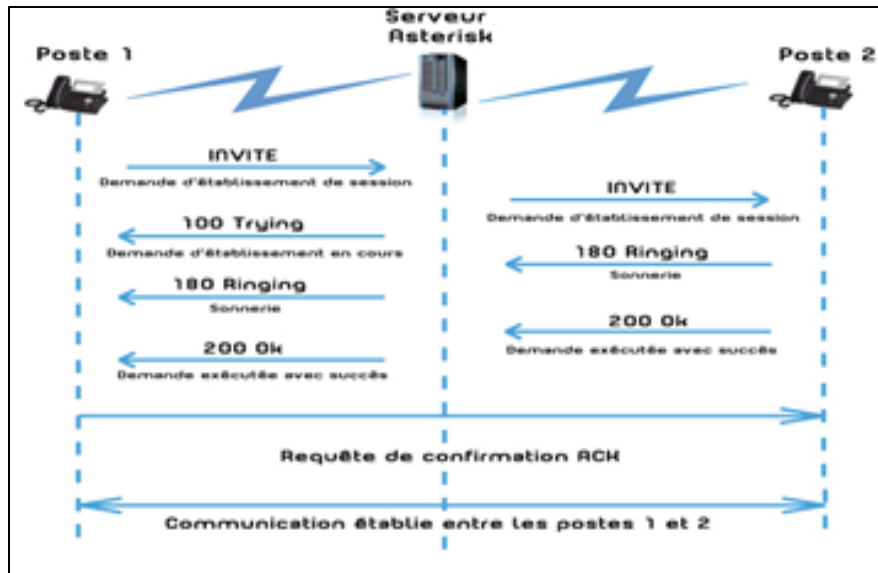 Serveur
Asterisk
Poste 1
Poste 2
INVITE
Demande d'établissement de session
INVITE
Demande d'établissement de session
100 Trying
Demande d'établissement en cours
180 Ringing
Sonnerie
180 Ringing
Sonnerie
200 Ok
Demande exécutée avec succès
200 Ok
Demande exécutée avec succès
Requête de confirmation ACK
Communication établie entre les postes 1 et 2